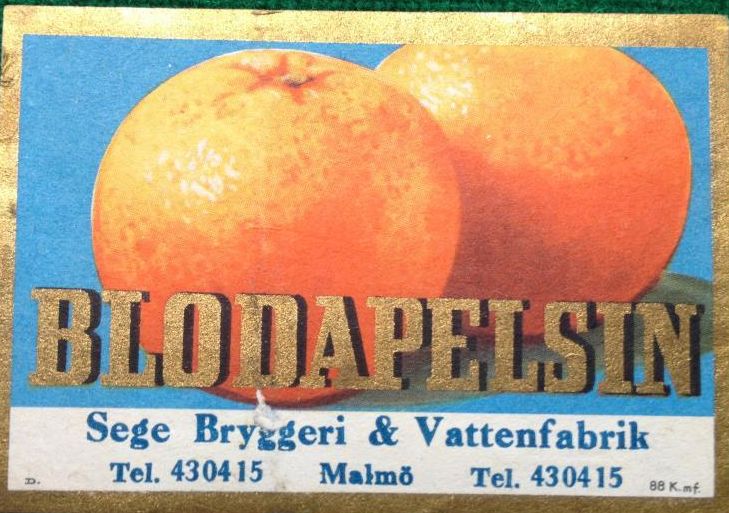 BLODAPELSIN
Sege Bryggeri & Vattenfabrik
Tel. 430415 Malmö Tel. 430415
D. 88 K. mf.